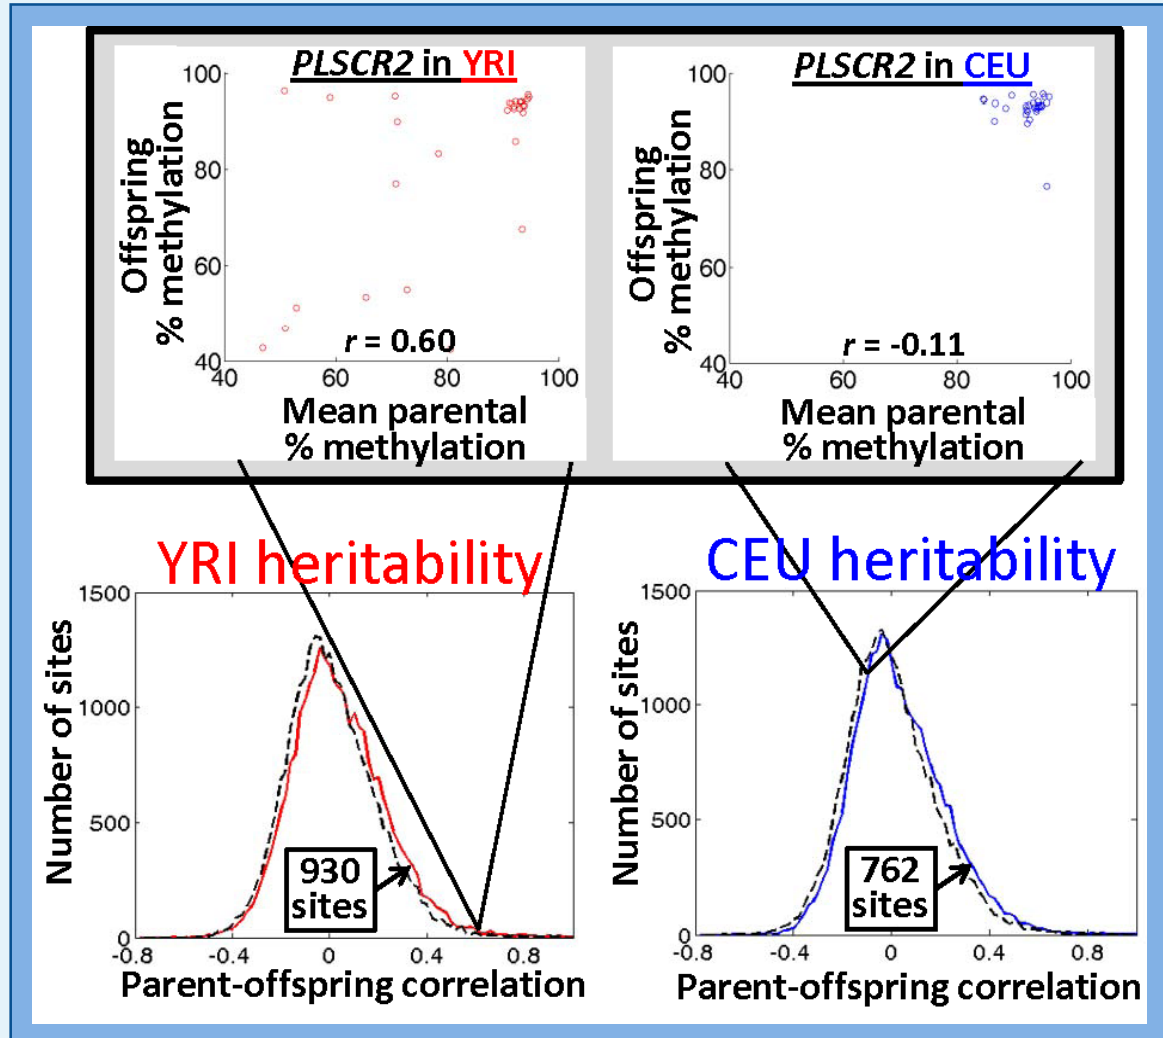 PLSCR2 in YRI
100
80
60
40
Offspring
% methylation
r = 0.60
40 60 80 100
Mean parental
% methylation
PLSCR2 in CEU
100
80
60
40
Offspring
% methylation
r = -0.11
40 60 80 100
Mean parental
% methylation
YRI heritability
1500
1000
500
0
Number of sites
930
sites
-0.8 -0.4 0 0.4 0.8
Parent-offspring correlation
CEU heritability
1500
1000
500
0
Number of sites
762
sites
-0.8 -0.4 0 0.4 0.8
Parent-offspring correlation